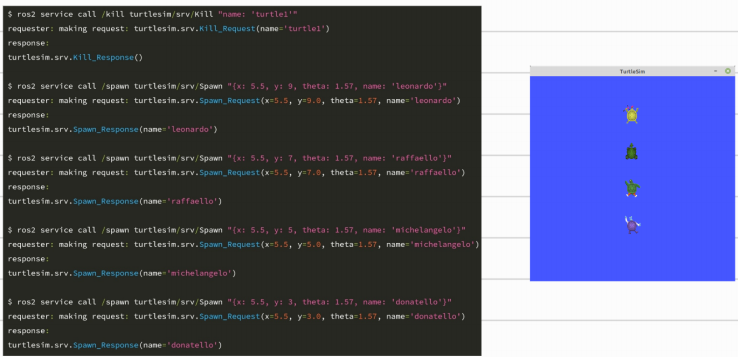 $ ros2 service call /kill turtlesim/srv/Kill "name: 'turtle1'"
requester: making request: turtlesim.srv.Kill_Request(name='turtle1')
response:
turtlesim.srv.Kill_Response()
$ ros2 service call /spawn turtlesim/srv/Spawn "{x: 5.5, y: 9, theta: 1.57, name: 'leonardo'}"
requester: making request: turtlesim.srv.Spawn_Request(x=5.5, y=9.0, theta=1.57, name='leonardo')
response:
turtlesim.srv.Spawn_Response(name='leonardo')
$ ros2 service call /spawn turtlesim/srv/Spawn "{x: 5.5, y: 7, theta: 1.57, name: 'raffaello'}"
requester: making request: turtlesim.srv.Spawn_Request(x=5.5, y=7.0, theta=1.57, name='raffaello')
response:
turtlesim.srv.Spawn_Response(name='raffaello')
$ ros2 service call /spawn turtlesim/srv/Spawn "{x: 5.5, y: 5, theta: 1.57, name: 'michelangelo'}"
requester: making request: turtlesim.srv.Spawn_Request(x=5.5, y=5.0, theta=1.57, name='michelangelo')
response:
turtlesim.srv.Spawn_Response(name='michelangelo')
$ ros2 service call /spawn turtlesim/srv/Spawn "{x: 5.5, y: 3, theta: 1.57, name: 'donatello'}"
requester: making request: turtlesim.srv.Spawn_Request(x=5.5, y=3.0, theta=1.57, name='donatello')
response:
turtlesim.srv.Spawn_Response(name='donatello')
TurtleSim